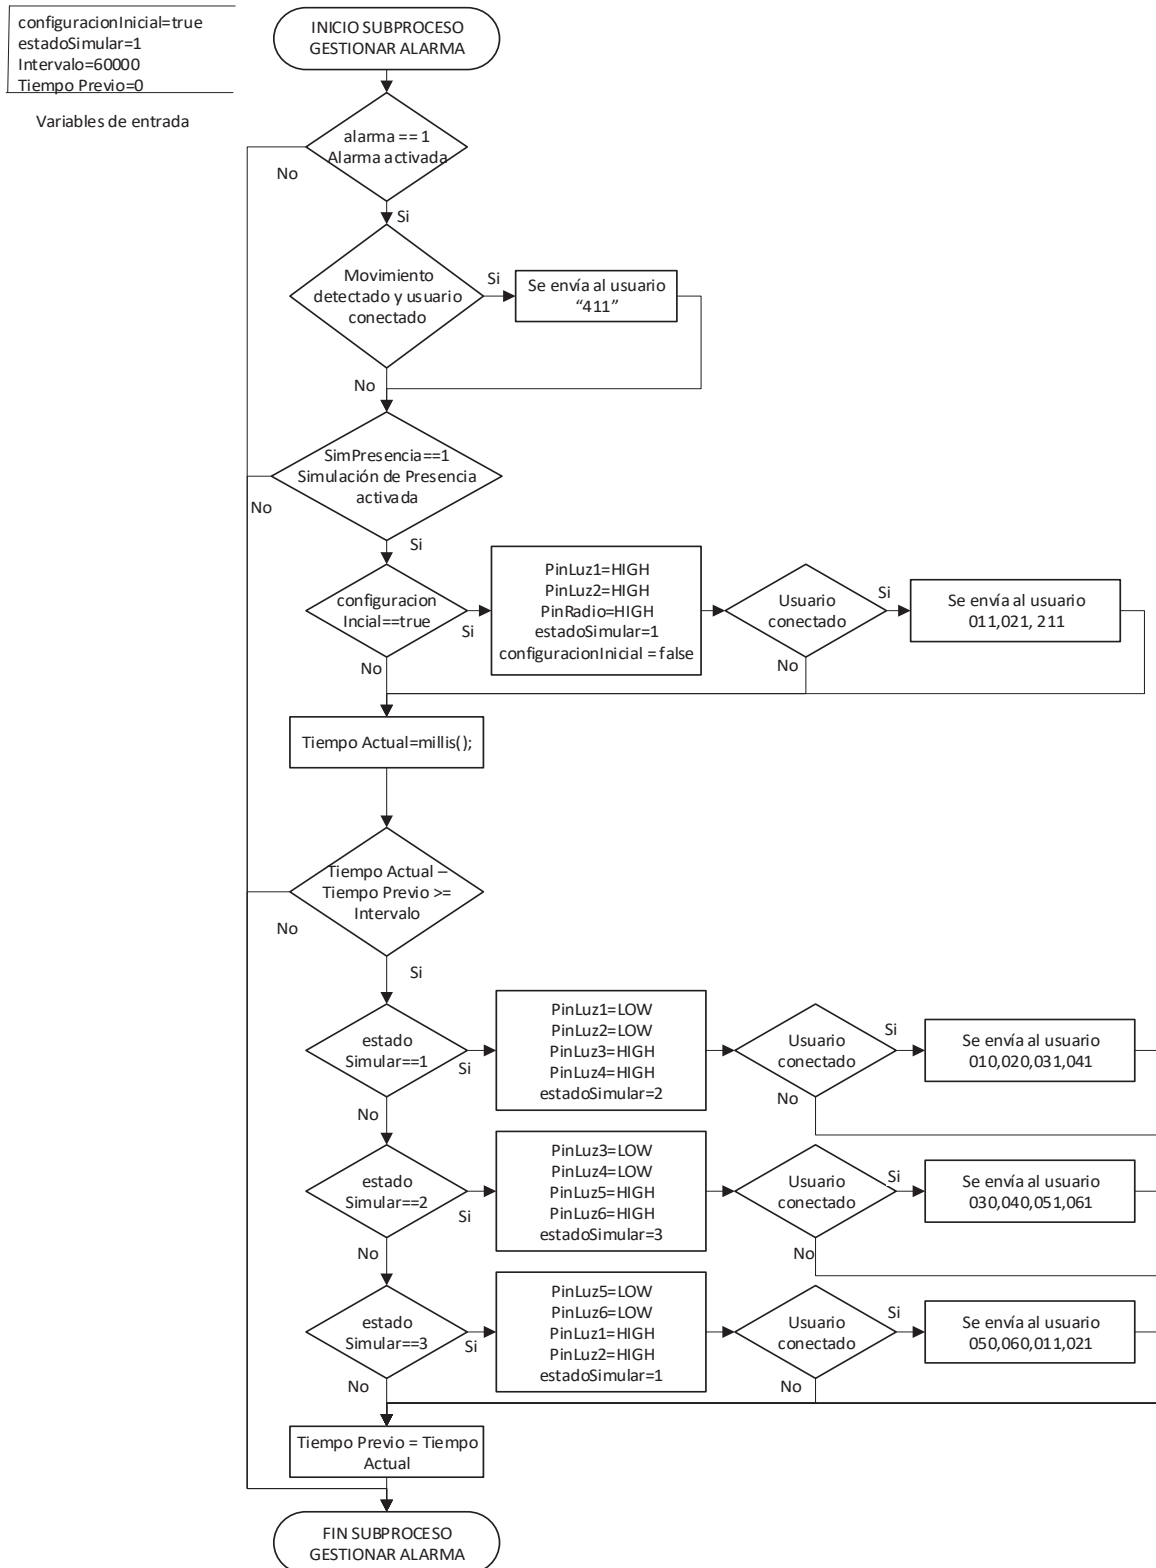 configuracionInicial=true
estadoSimular=1
Intervalo=60000
Tiempo Previo=0
Variables de entrada
INICIO SUBPROCESO
GESTIONAR ALARMA
alarma == 1
Alarma activada
No
Si
Movimiento
detectado y usuario
conectado
Si
Se envía al usuario
“411”
No
SimPresencia==1
Simulación de Presencia
activada
No
Si
configuracion
Incial==true
Si
No
PinLuz1=HIGH
PinLuz2=HIGH
PinRadio=HIGH
estadoSimular=1
configuracionInicial = false
Usuario
conectado
Si
No
Se envía al usuario
011,021, 211
Tiempo Actual=millis();
Tiempo Actual –
Tiempo Previo >=
Intervalo
No
Si
estado
Simular==1
Si
No
PinLuz1=LOW
PinLuz2=LOW
PinLuz3=HIGH
PinLuz4=HIGH
estadoSimular=2
Usuario
conectado
Si
No
Se envía al usuario
010,020,031,041
estado
Simular==2
Si
No
PinLuz3=LOW
PinLuz4=LOW
PinLuz5=HIGH
PinLuz6=HIGH
estadoSimular=3
Usuario
conectado
Si
No
Se envía al usuario
030,040,051,061
estado
Simular==3
Si
No
PinLuz5=LOW
PinLuz6=LOW
PinLuz1=HIGH
PinLuz2=HIGH
estadoSimular=1
Usuario
conectado
Si
No
Se envía al usuario
050,060,011,021
Tiempo Previo = Tiempo
Actual
FIN SUBPROCESO
GESTIONAR ALARMA